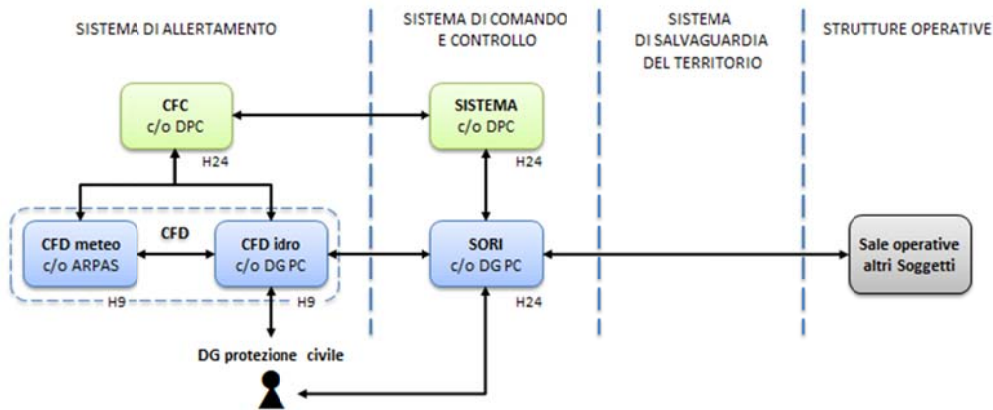 SISTEMA DI ALLERTAMENTO
SISTEMA DI COMANDO
E CONTROLLO
SISTEMA
DI SALVAGUARDIA
DEL TERRITORIO
STRUTTURE OPERATIVE
CFC
c/o DPC
H24
SISTEMA
c/o DPC
H24
CFD meteo
c/o ARPAS
H9
CFD
CFD idro
c/o DG PC
H9
SORI
c/o DG PC
H24
Sale operative
altri Soggetti
DG protezione civile